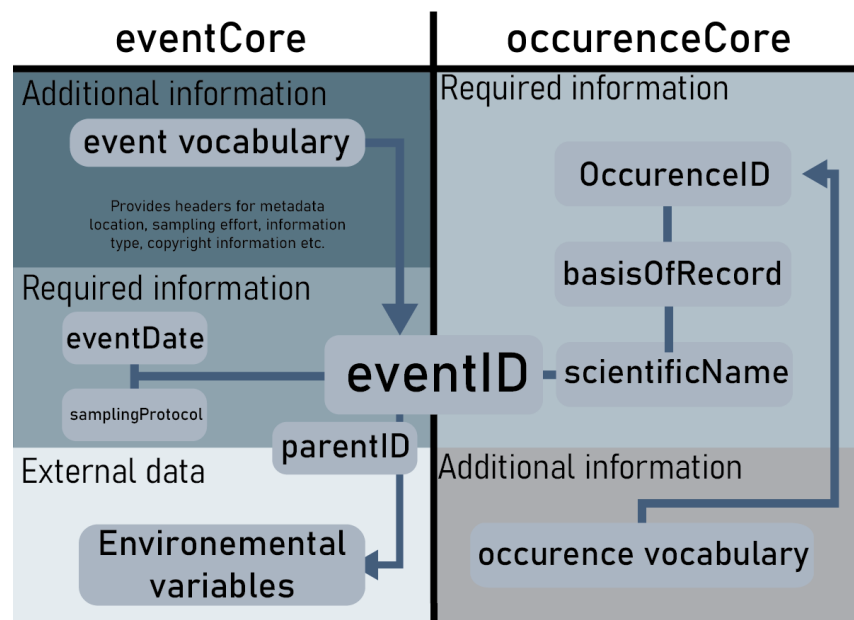 eventCore
Additional information
event vocabulary
Provides headers for metadata
location, sampling effort, information
type, copyright information etc.
Required information
eventDate
samplingProtocol
eventID
parentID
External data
Environemental
variables
occurenceCore
Required information
OccurenceID
basisOfRecord
scientificName
Additional information
occurence vocabulary